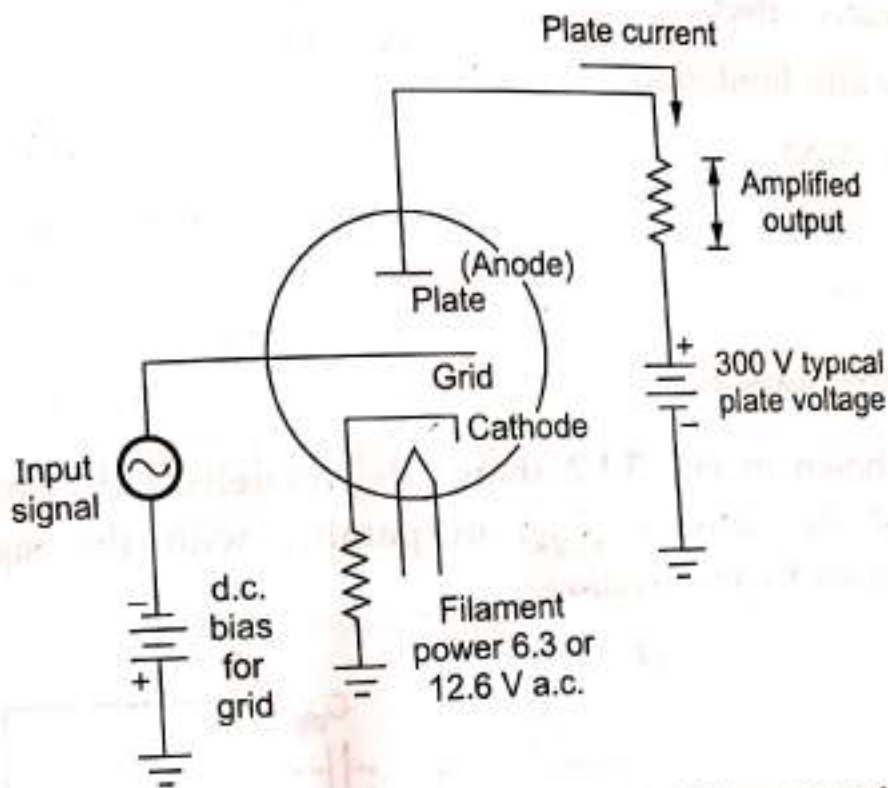 Plate current
Amplified
output
(Anode)
Plate
Grid
Cathode
+
300 V typical
plate voltage
–
Input
signal
–
+
d.c.
bias
for
grid
Filament
power 6.3 or
12.6 V a.c.